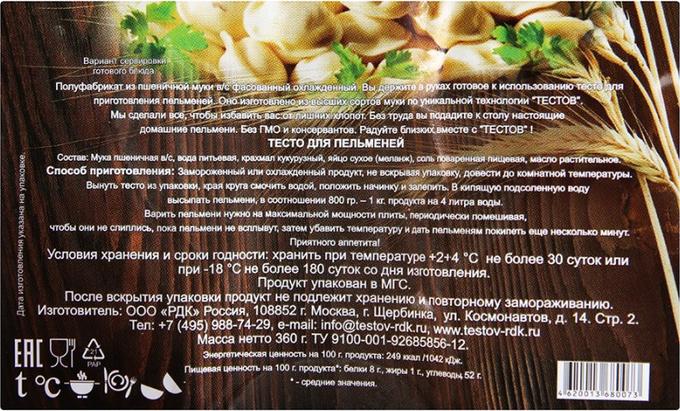 Вариант сервировки
готового блюда
Полуфабрикат из пшеничной муки в/с фасованный охлажденный. Вы держите в руках готовое к использованию тесто для
приготовления пельменей. Оно изготовлено из высших сортов муки по уникальной технологии "ТЕСТОВ".
Мы сделали все, чтобы избавить вас от лишних хлопот. Без труда вы подадите к столу настоящие
домашние пельмени. Без ГМО и консервантов. Радуйте близких вместе с "ТЕСТОВ" !
ТЕСТО ДЛЯ ПЕЛЬМЕНЕЙ
Состав: Мука пшеничная в/с, вода питьевая, крахмал кукурузный, яйцо сухое (меланж), соль поваренная пищевая, масло растительное.
Способ приготовления: Замороженный или охлажденный продукт, не вскрывая упаковку, довести до комнатной температуры.
Вынуть тесто из упаковки, края круга смочить водой, положить начинку и залепить. В кипящую подсоленную воду
высыпать пельмени, в соотношении 800 гр. – 1 кг. продукта на 4 литра воды.
Варить пельмени нужно на максимальной мощности плиты, периодически помешивая,
чтобы они не слиплись, пока пельмени не всплывут, затем убавить температуру и дать пельменям покипеть еще несколько минут.
Приятного аппетита!
Условия хранения и сроки годности: хранить при температуре +2+4 °С не более 30 суток или
при -18 °С не более 180 суток со дня изготовления.
Продукт упакован в МГС.
После вскрытия упаковки продукт не подлежит хранению и повторному замораживанию.
Изготовитель: ООО «РДК» Россия, 108852 г. Москва, г. Щербинка, ул. Космонавтов, д. 14. Стр. 2.
Тел: +7 (495) 988-74-29, e-mail: info@testov-rdk.ru, www.testov-rdk.ru
Масса нетто 360 г. ТУ 9100-001-92685856-12.
Энергетическая ценность на 100 г. продукта: 249 ккал /1042 кДж.
Пищевая ценность на 100 г. продукта*: белки 8 г., жиры 1 г., углеводы, 52 г.
* - средние значения.
Дата изготовления указана на упаковке.
EAC
21
PAP
t °C
4620013680073